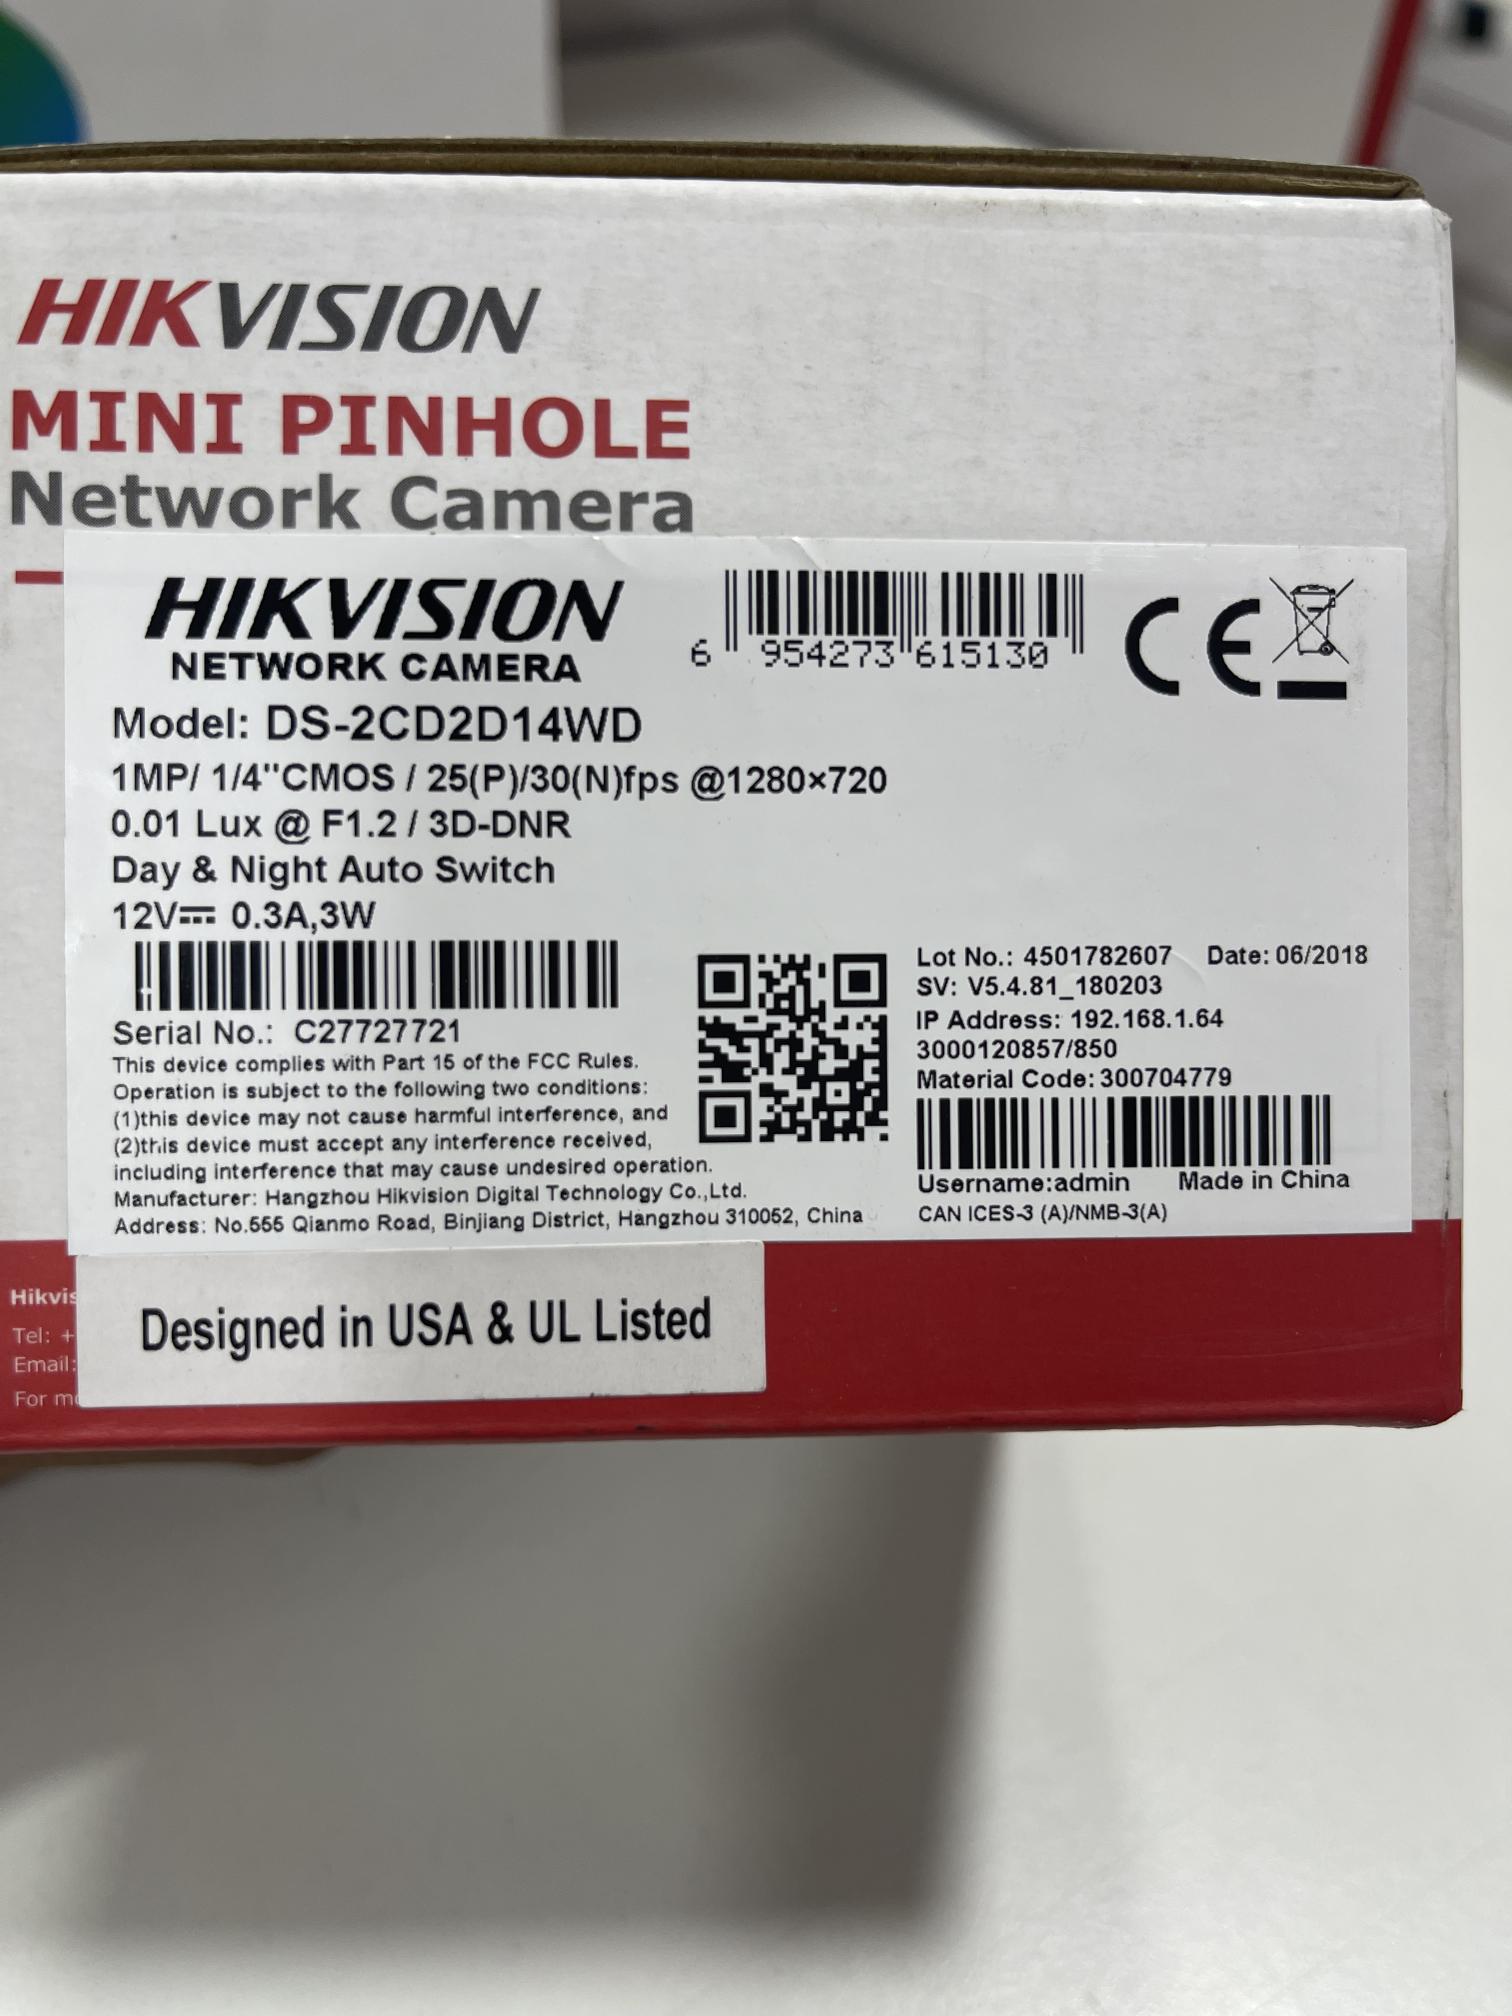 HIKVISION
MINI PINHOLE
Network Camera
HIKVISION
NETWORK CAMERA
6 954273 615130
CE
Model: DS-2CD2D14WD
1MP/ 1/4"CMOS / 25(P)/30(N)fps @1280×720
0.01 Lux @ F1.2 / 3D-DNR
Day & Night Auto Switch
12V⎓ 0.3A,3W
Serial No.: C27727721
This device complies with Part 15 of the FCC Rules.
Operation is subject to the following two conditions:
(1)this device may not cause harmful interference, and
(2)this device must accept any interference received,
including interference that may cause undesired operation.
Manufacturer: Hangzhou Hikvision Digital Technology Co.,Ltd.
Address: No.555 Qianmo Road, Binjiang District, Hangzhou 310052, China
Lot No.: 4501782607 Date: 06/2018
SV: V5.4.81_180203
IP Address: 192.168.1.64
3000120857/850
Material Code: 300704779
Username:admin Made in China
CAN ICES-3 (A)/NMB-3(A)
Designed in USA & UL Listed
Hikvis
Tel: +
Email:
For mo